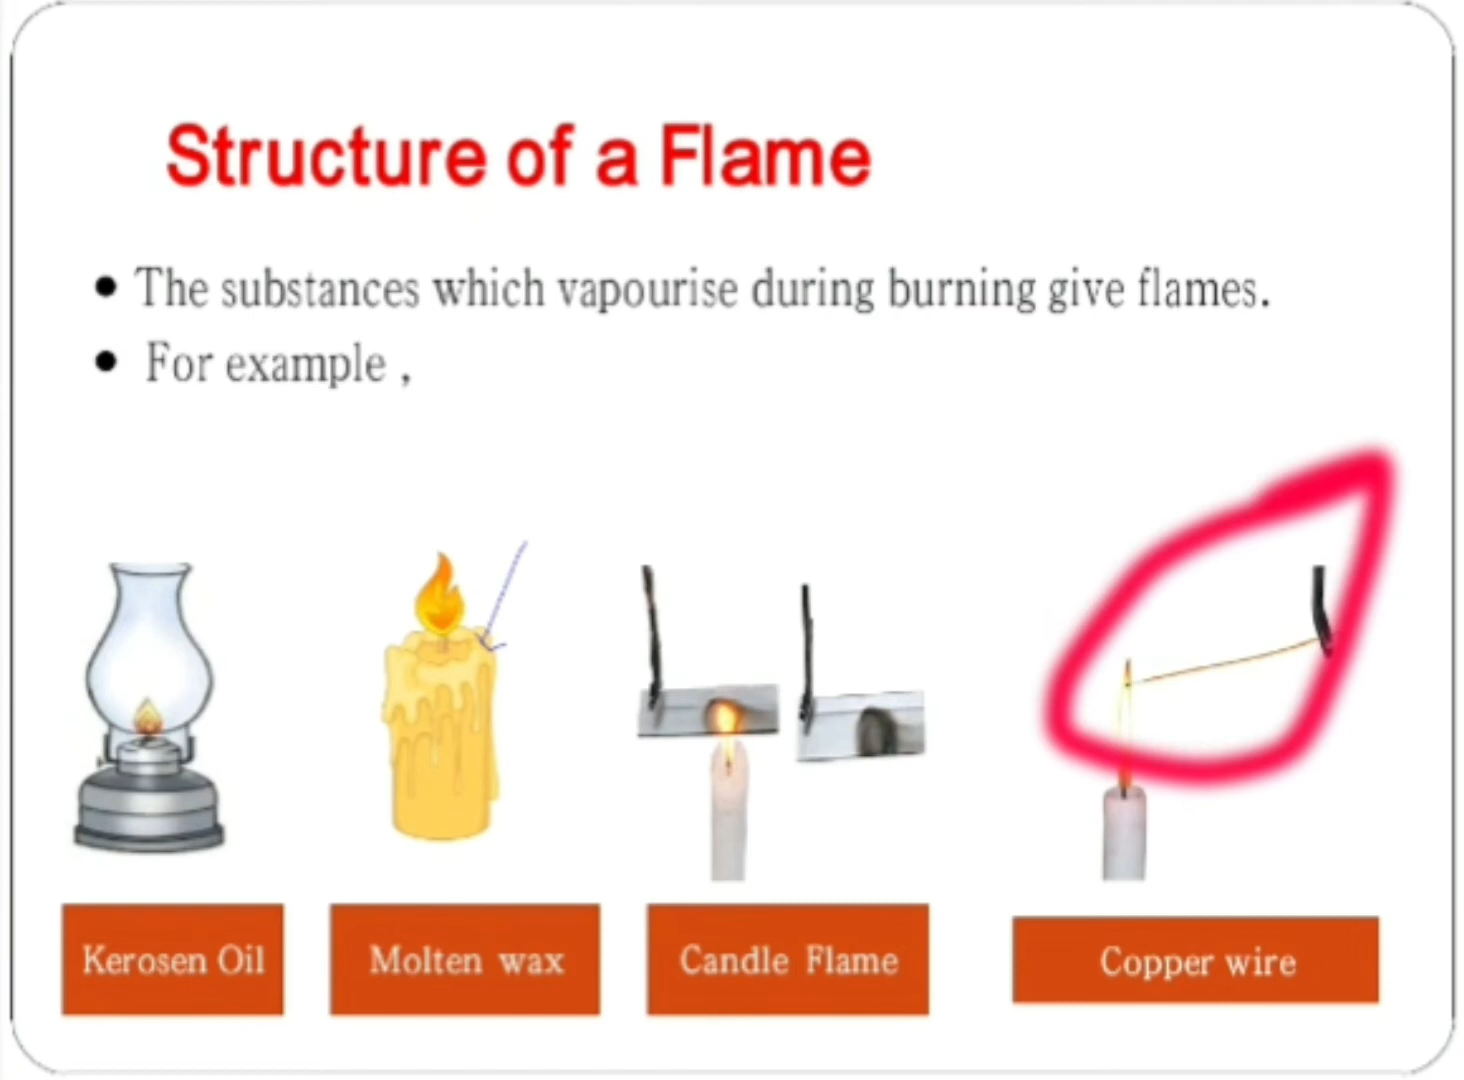 Structure of a Flame
• The substances which vapourise during burning give flames.
• For example ,
Kerosen Oil
Molten wax
Candle Flame
Copper wire